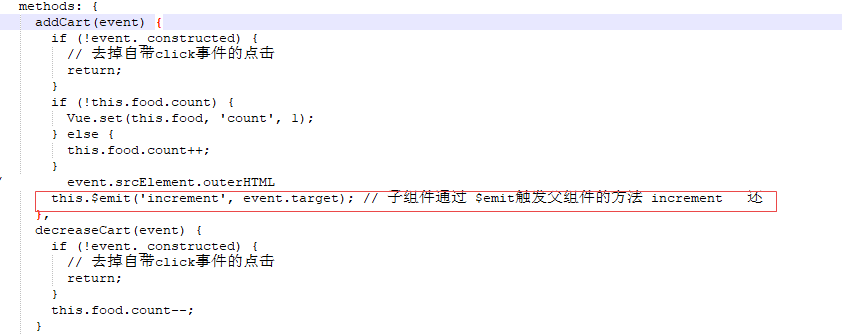 methods: {
addCart(event) {
if (!event._constructed) {
// 去掉自带click事件的点击
return;
}
if (!this.food.count) {
Vue.set(this.food, 'count', 1);
} else {
this.food.count++;
}
event.srcElement.outerHTML
this.$emit('increment', event.target); // 子组件通过 $emit触发父组件的方法 increment 还
},
decreaseCart(event) {
if (!event._constructed) {
// 去掉自带click事件的点击
return;
}
this.food.count--;
}